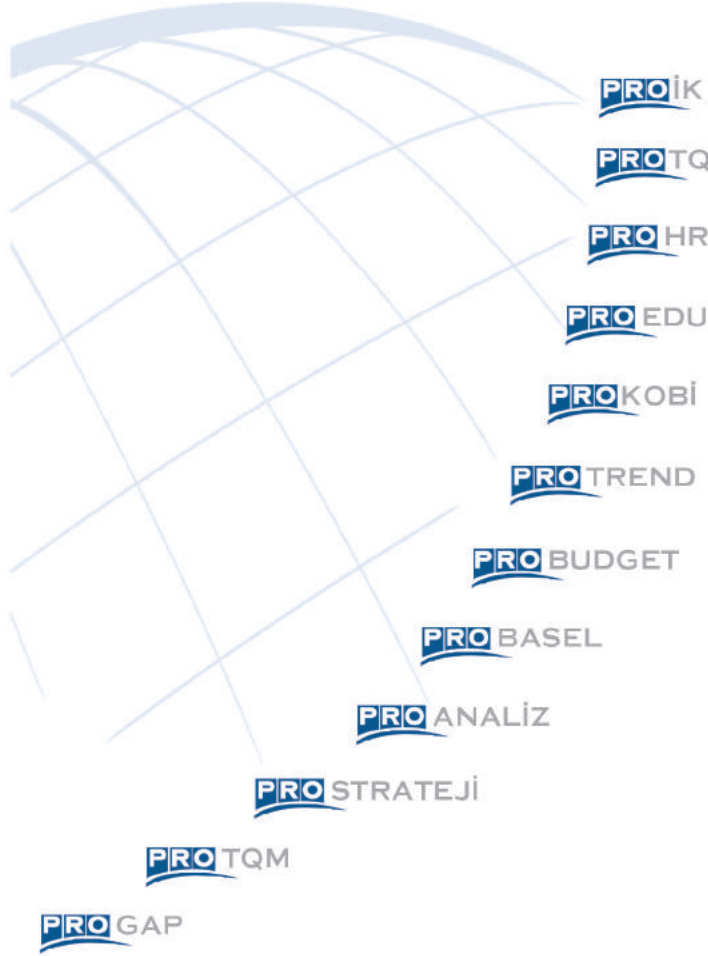 PROİK
PROTQ
PRO HR
PRO EDU
PROKOBİ
PRO TREND
PRO BUDGET
PRO BASEL
PRO ANALİZ
PRO STRATEJİ
PRO TQM
PRO GAP